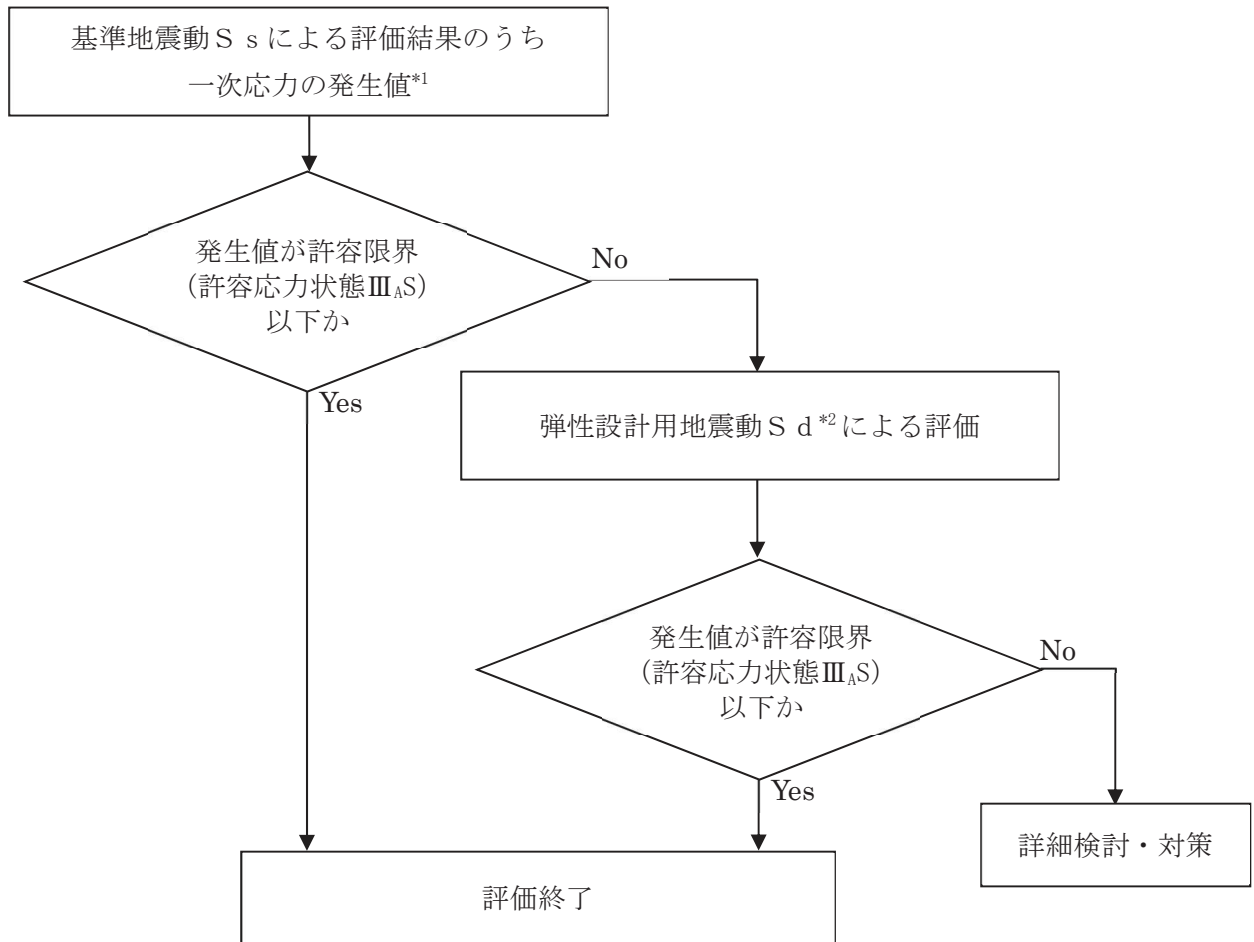 基準地震動Ｓｓによる評価結果のうち
一次応力の発生値*1
発生値が許容限界
(許容応力状態ⅢAS)
以下か
No
Yes
弾性設計用地震動Ｓｄ*2による評価
発生値が許容限界
(許容応力状態ⅢAS)
以下か
No
Yes
詳細検討・対策
評価終了